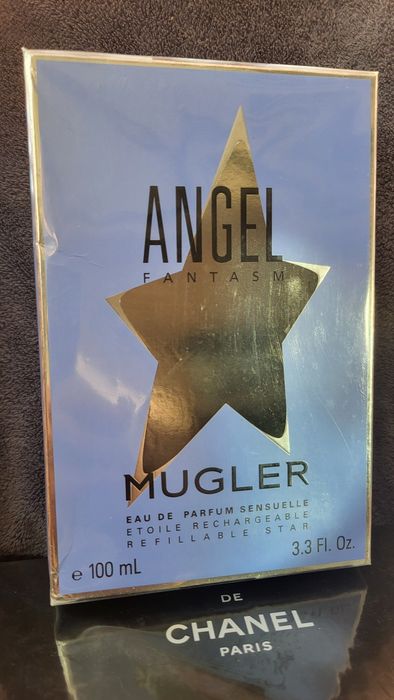 ANGEL
FANTASM
MUGLER
EAU DE PARFUM SENSUELLE
ETOILE RECHARGEABLE
REFILLABLE STAR
e 100 mL
3.3 Fl. Oz.
DE
CHANEL
PARIS